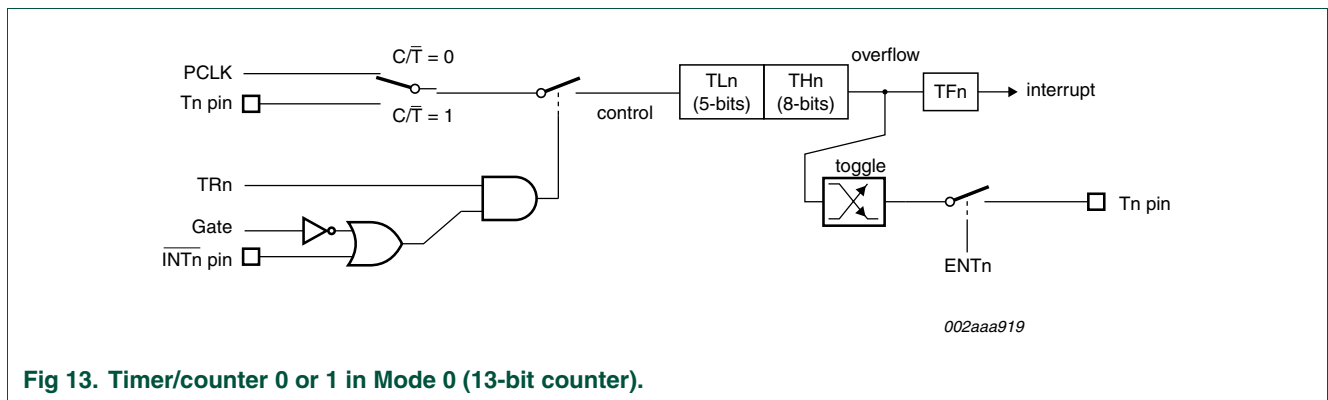 C/T̅ = 0
PCLK
Tn pin
C/T̅ = 1
control
TLn
(5-bits)
THn
(8-bits)
overflow
TFn
interrupt
toggle
Tn pin
ENTn
TRn
Gate
I̅N̅T̅n̅ pin
002aaa919
Fig 13. Timer/counter 0 or 1 in Mode 0 (13-bit counter).